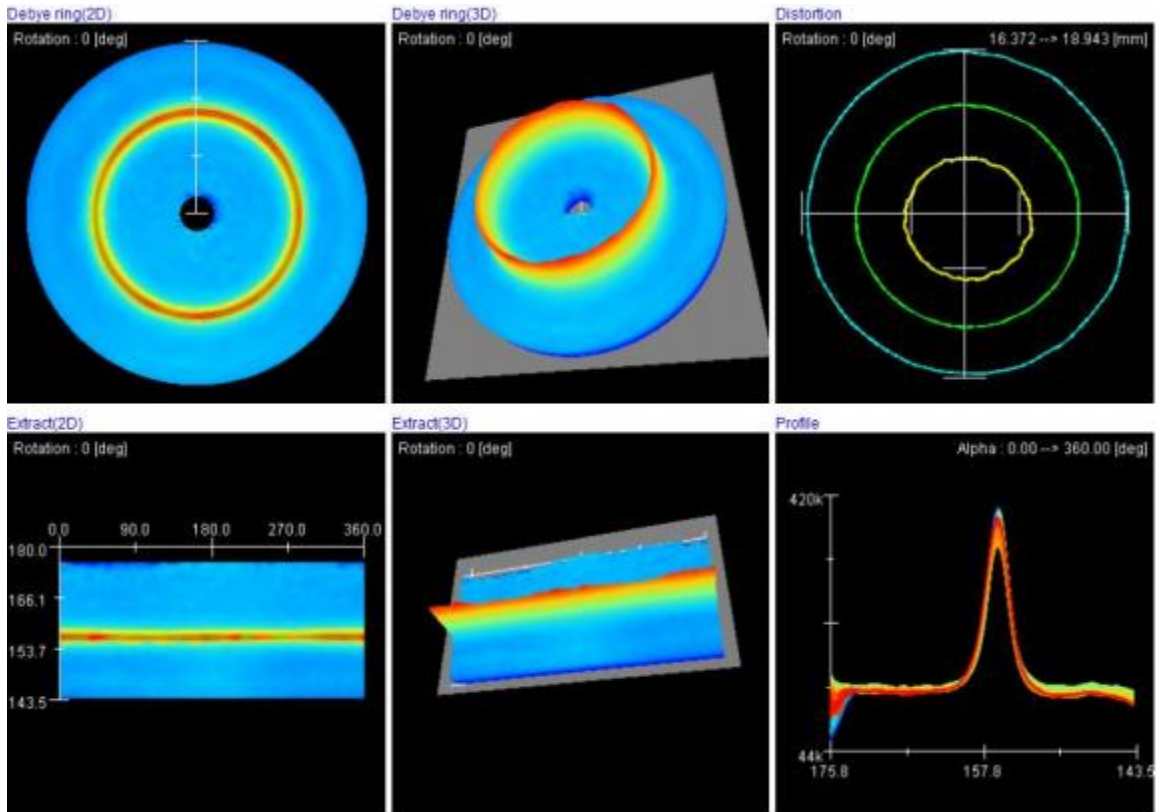 Debye ring(2D)
Rotation : 0 [deg]
Debye ring(3D)
Rotation : 0 [deg]
Distortion
Rotation : 0 [deg] 16.372 --> 18.943 [mm]
Extract(2D)
Rotation : 0 [deg]
0.0 90.0 180.0 270.0 360.0
180.0
166.1
153.7
143.5
Extract(3D)
Rotation : 0 [deg]
Profile
Alpha : 0.00 --> 360.00 [deg]
420k
44k
175.8 157.8 143.5